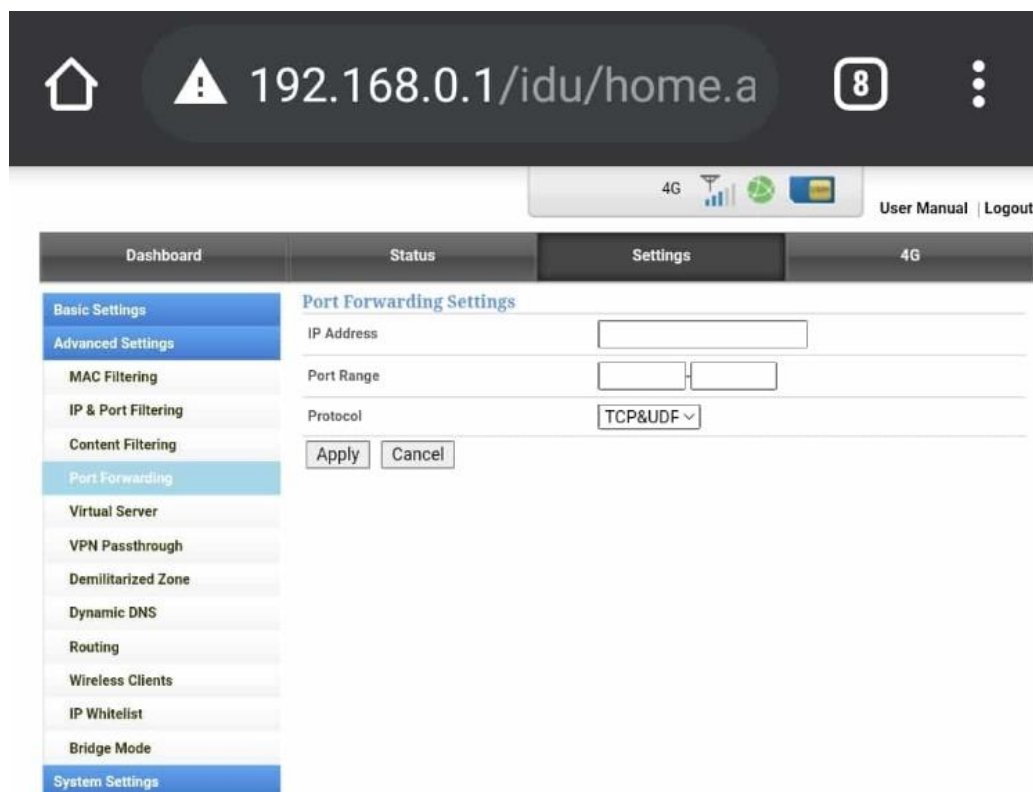 192.168.0.1/idu/home.a 8
4G
User Manual | Logout
Dashboard Status Settings 4G
Basic Settings
Advanced Settings
MAC Filtering
IP & Port Filtering
Content Filtering
Port Forwarding
Virtual Server
VPN Passthrough
Demilitarized Zone
Dynamic DNS
Routing
Wireless Clients
IP Whitelist
Bridge Mode
System Settings
Port Forwarding Settings
IP Address
Port Range -
Protocol TCP&UDF
Apply Cancel